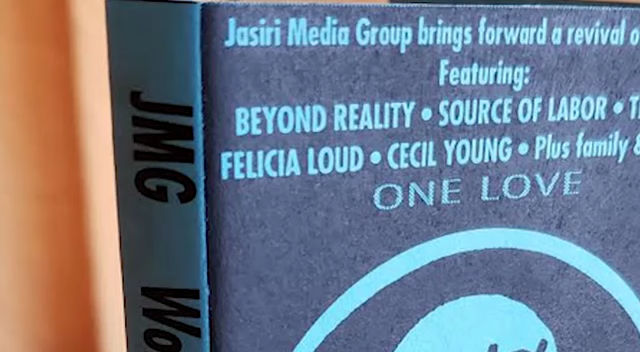 Jasiri Media Group brings forward a revival
Featuring:
BEYOND REALITY • SOURCE OF LABOR •
FELICIA LOUD • CECIL YOUNG • Plus family &
ONE LOVE
JMG